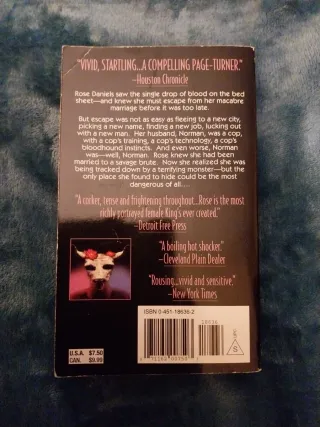 "VIVID, STARTLING...A COMPELLING PAGE-TURNER."
—Houston Chronicle
Rose Daniels saw the single drop of blood on the bed
sheet—and knew she must escape from her macabre
marriage before it was too late.
But escape was not as easy as fleeing to a new city,
picking a new name, finding a new job, lucking out
with a new man. Her husband, Norman, was a cop,
with a cop's training, a cop's technology, a cop's
bloodhound instincts. And even worse, Norman
was—well, Norman. Rose knew she had been
married to a savage brute. Now she realized she was
being tracked down by a terrifying monster—but the
only place she found to hide could be the most
dangerous of all....
"A corker, tense and frightening throughout...Rose is the most
richly portrayed female King's ever created."
—Detroit Free Press
"A boiling hot shocker."
—Cleveland Plain Dealer
"Rousing...vivid and sensitive."
—New York Times
ISBN 0-451-18636-2
18636
U.S.A. $7.50
CAN. $9.99
S